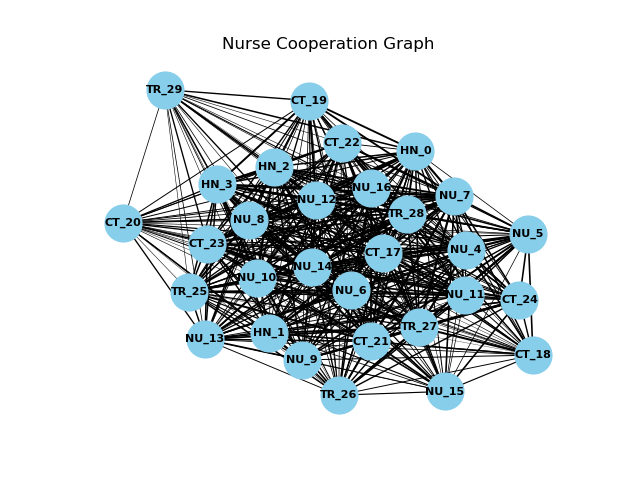 Nurse Cooperation Graph
TR_29
CT_19
CT_22
HN_0
HN_2
HN_3
NU_16
NU_7
NU_12
TR_28
NU_8
CT_20
NU_5
CT_23
NU_4
CT_17
NU_14
NU_10
TR_25
NU_6
NU_11
CT_24
TR_27
HN_1
NU_13
CT_21
CT_18
NU_9
NU_15
TR_26